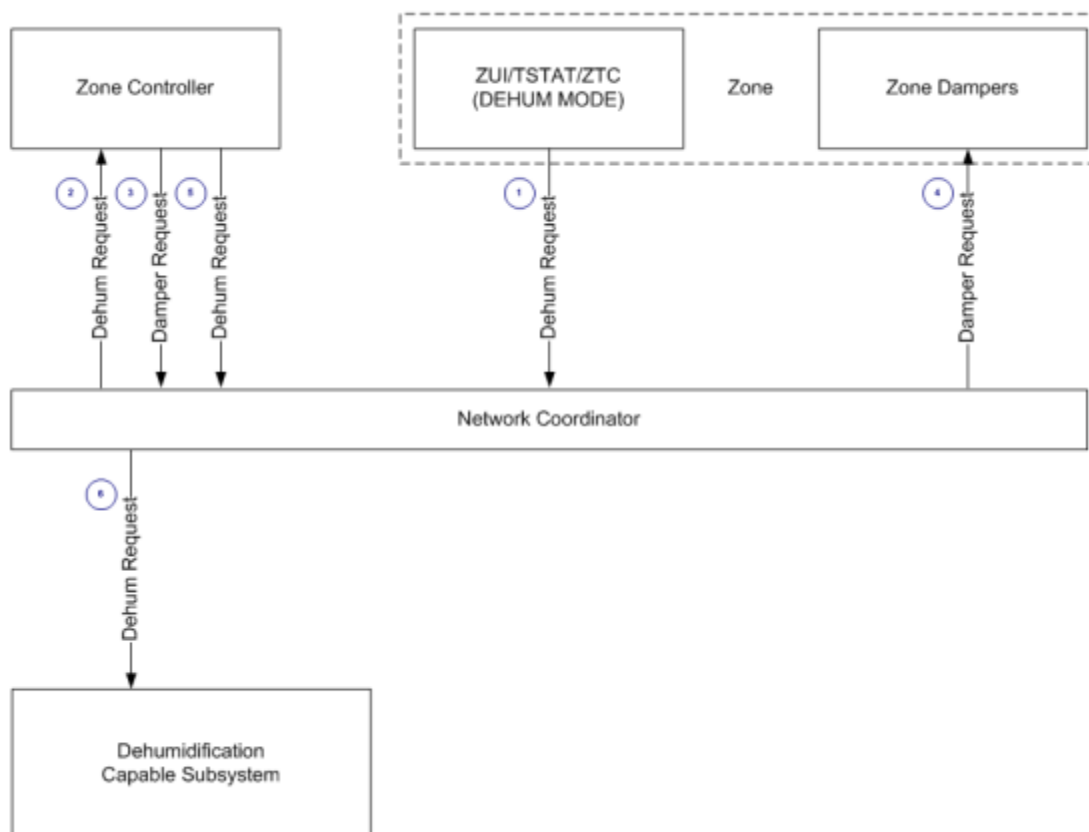 Zone Controller
ZUI/TSTAT/ZTC
(DEHUM MODE)
Zone
Zone Dampers
2
3
5
1
4
Dehum Request
Damper Request
Dehum Request
Dehum Request
Damper Request
Network Coordinator
6
Dehum Request
Dehumidification
Capable Subsystem